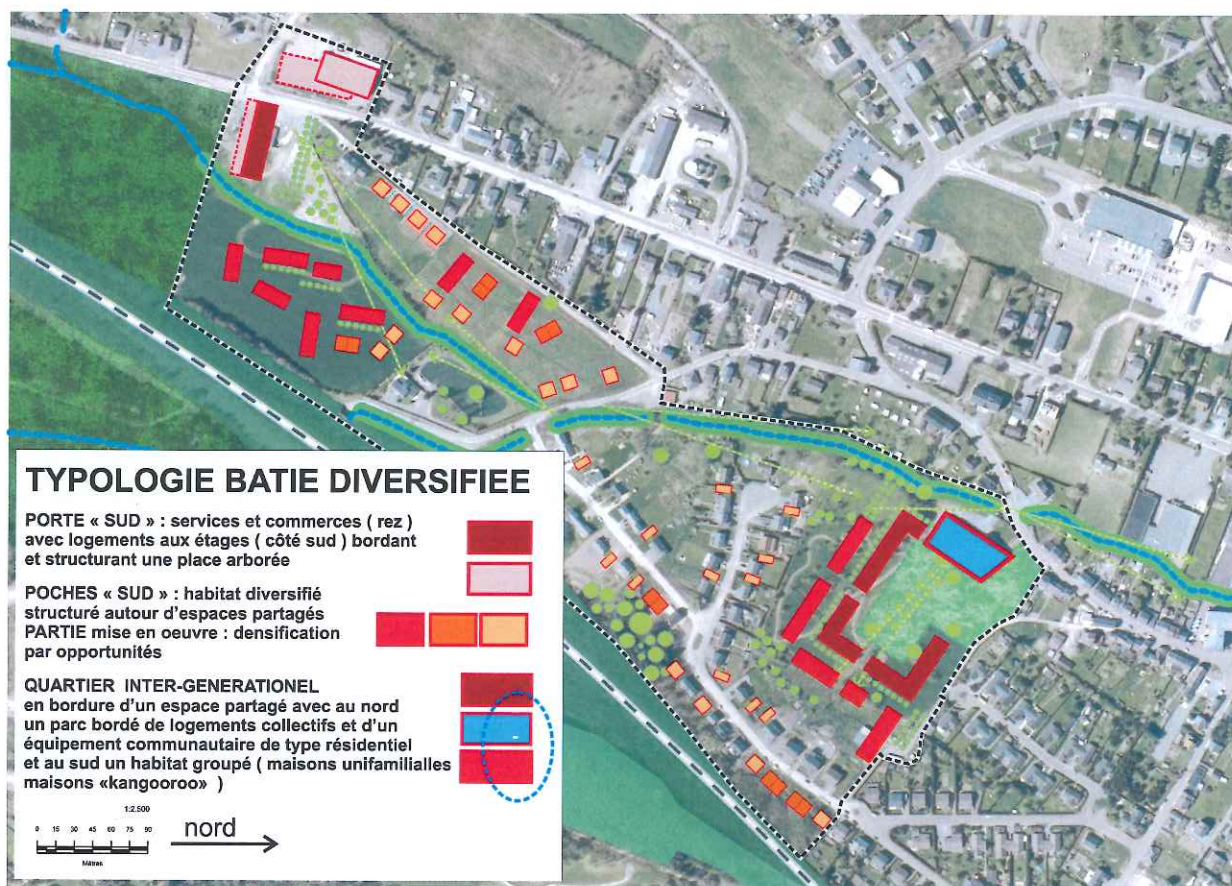 TYPOLOGIE BATIE DIVERSIFIEE
PORTE « SUD » : services et commerces ( rez )
avec logements aux étages ( côté sud ) bordant
et structurant une place arborée
POCHES « SUD » : habitat diversifié
structuré autour d'espaces partagés
PARTIE mise en oeuvre : densification
par opportunités
QUARTIER INTER-GENERATIONEL
en bordure d'un espace partagé avec au nord
un parc bordé de logements collectifs et d'un
équipement communautaire de type résidentiel
et au sud un habitat groupé ( maisons unifamilialles
maisons «kangooroo» )
1:2.500
0 15 30 45 60 75 90
Mètres
nord